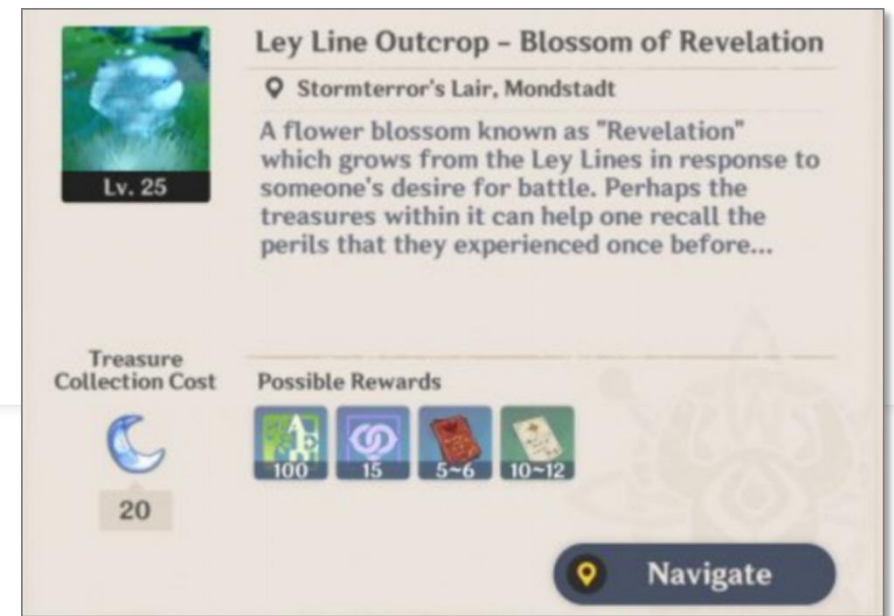 Ley Line Outcrop – Blossom of Revelation
Stormterror's Lair, Mondstadt
Lv. 25
A flower blossom known as "Revelation"
which grows from the Ley Lines in response to
someone's desire for battle. Perhaps the
treasures within it can help one recall the
perils that they experienced once before...
Treasure
Collection Cost
20
Possible Rewards
100
15
5~6
10~12
Navigate